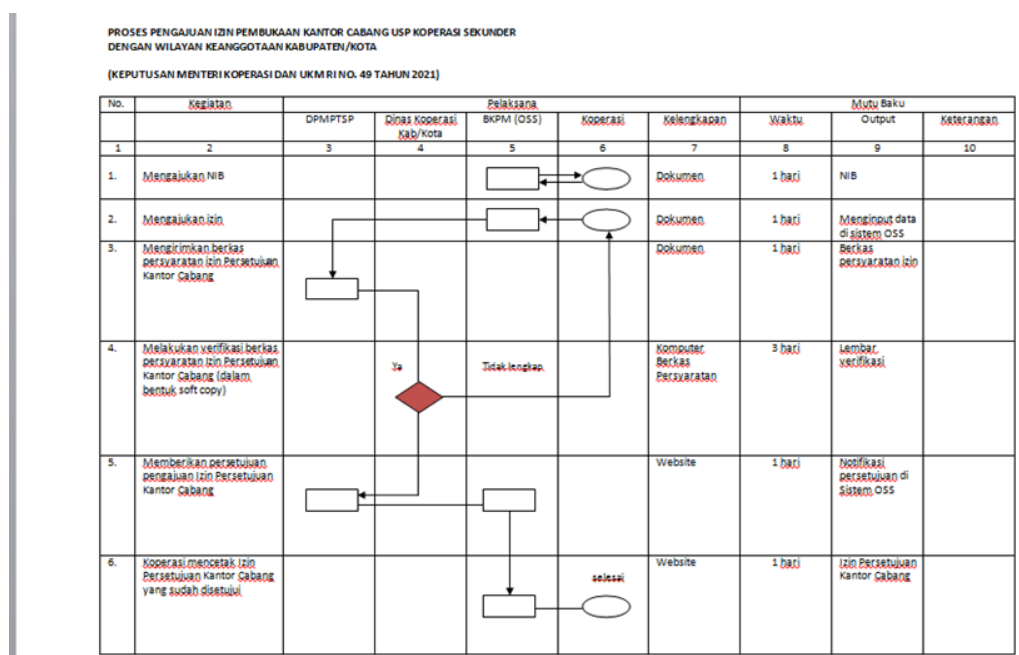 PROSES PENGAJUAN IZIN PEMBUKAAN KANTOR CABANG USP KOPERASI SEKUNDER
DENGAN WILAYAN KEANGGOTAAN KABUPATEN/KOTA
(KEPUTUSAN MENTERI KOPERASI DAN UKM RI NO. 49 TAHUN 2021)
No. Kegiatan Pelaksana Mutu Baku
DPMPTSP Dinas Koperasi BKPM (OSS) Koperasi Kelengkapan Waktu Output Keterangan
Kab/Kota
1 2 3 4 5 6 7 8 9 10
1. Mengajukan NIB Dokumen 1 hari NIB
2. Mengajukan izin Dokumen 1 hari Menginput data
di sistem OSS
3. Mengirimkan berkas Dokumen 1 hari Berkas
persyaratan izin Persetujuan persyaratan izin
Kantor Cabang
4. Melakukan verifikasi berkas Komputer 3 hari Lembar
persyaratan Izin Persetujuan Berkas verifikasi
Kantor Cabang (dalam Ya Tidak lengkap Persyaratan
bentuk soft copy)
5. Memberikan persetujuan Website 1 hari Notifikasi
pengajuan Izin Persetujuan persetujuan di
Kantor Cabang Sistem OSS
6. Koperasi mencetak Izin Website 1 hari Izin Persetujuan
Persetujuan Kantor Cabang selesai Kantor Cabang
yang sudah disetujui